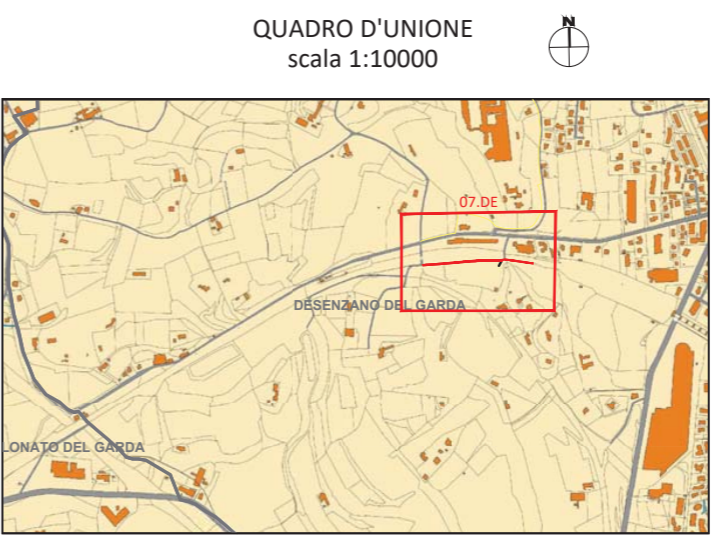 QUADRO D'UNIONE
scala 1:10000
N
07.DE
DESENZANO DEL GARDA
LONATO DEL GARDA